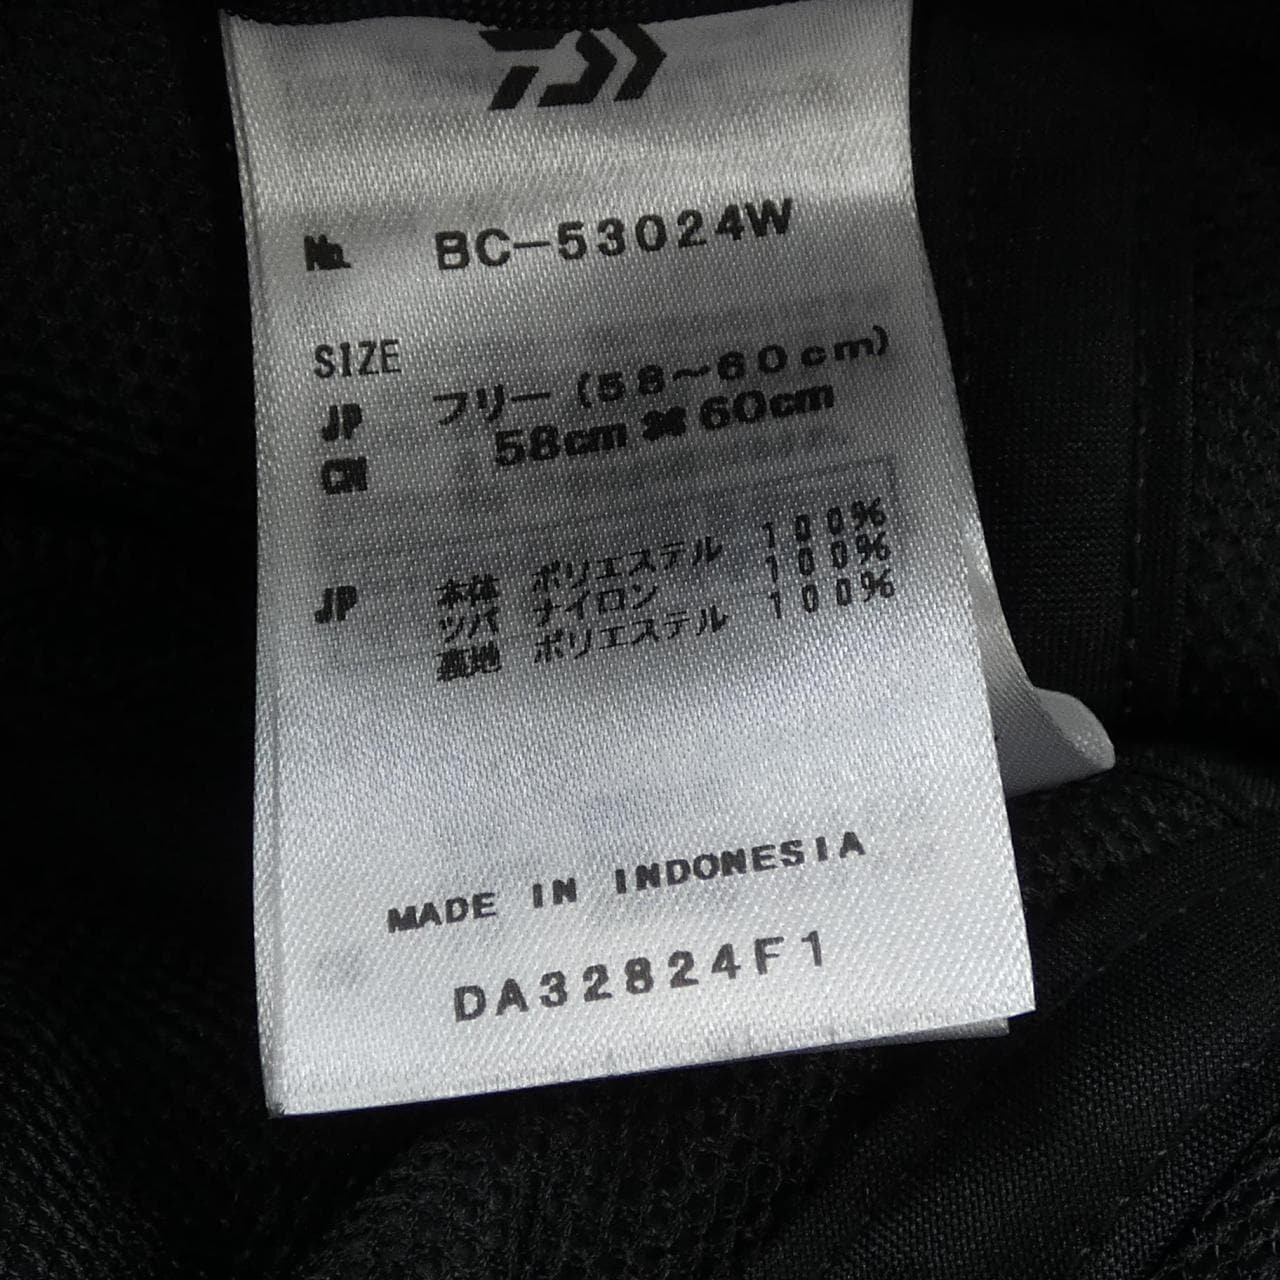 No. BC-53024W
SIZE
JP フリー (58~60cm)
CN 58cm ж 60cm
JP 本体 ポリエステル 100%
ツバ ナイロン 100%
裏地 ポリエステル 100%
MADE IN INDONESIA
DA32824F1